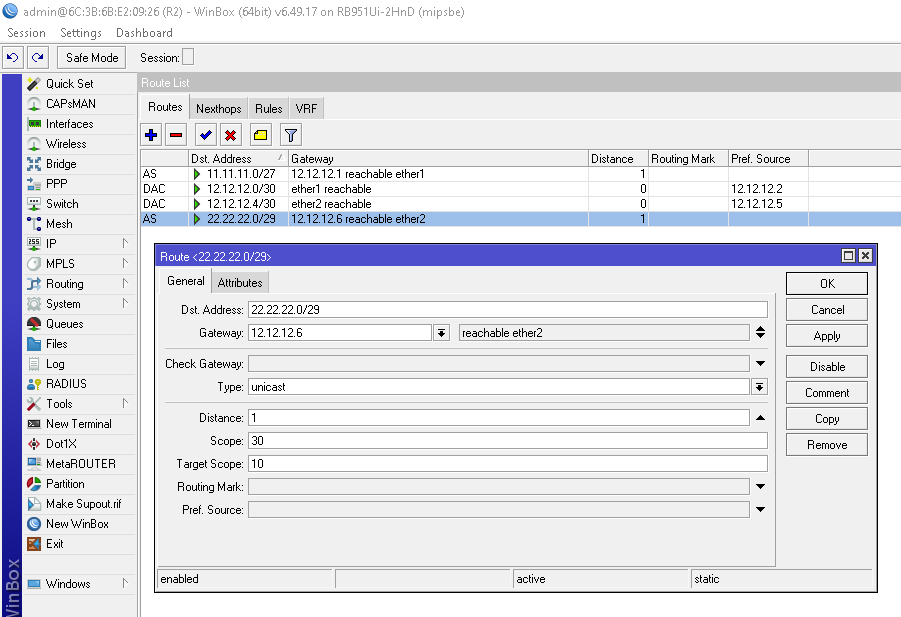 admin@6C:3B:6B:E2:09:26 (R2) - WinBox (64bit) v6.49.17 on RB951Ui-2HnD (mipsbe)
Session Settings Dashboard
Safe Mode Session:
Quick Set
CAPsMAN
Interfaces
Wireless
Bridge
PPP
Switch
Mesh
255 IP
MPLS
Routing
System
Queues
Files
Log
RADIUS
Tools
New Terminal
Dot1X
MetaROUTER
Partition
Make Supout.rif
New WinBox
Exit
Windows
WinBox
Route List
Routes Nexthops Rules VRF
Dst. Address Gateway Distance Routing Mark Pref. Source
AS 11.11.11.0/27 12.12.12.1 reachable ether1 1
DAC 12.12.12.0/30 ether1 reachable 0 12.12.12.2
DAC 12.12.12.4/30 ether2 reachable 0 12.12.12.5
AS 22.22.22.0/29 12.12.12.6 reachable ether2 1
Route <22.22.22.0/29>
General Attributes
Dst. Address: 22.22.22.0/29
Gateway: 12.12.12.6 reachable ether2
Check Gateway:
Type: unicast
Distance: 1
Scope: 30
Target Scope: 10
Routing Mark:
Pref. Source:
OK
Cancel
Apply
Disable
Comment
Copy
Remove
enabled active static